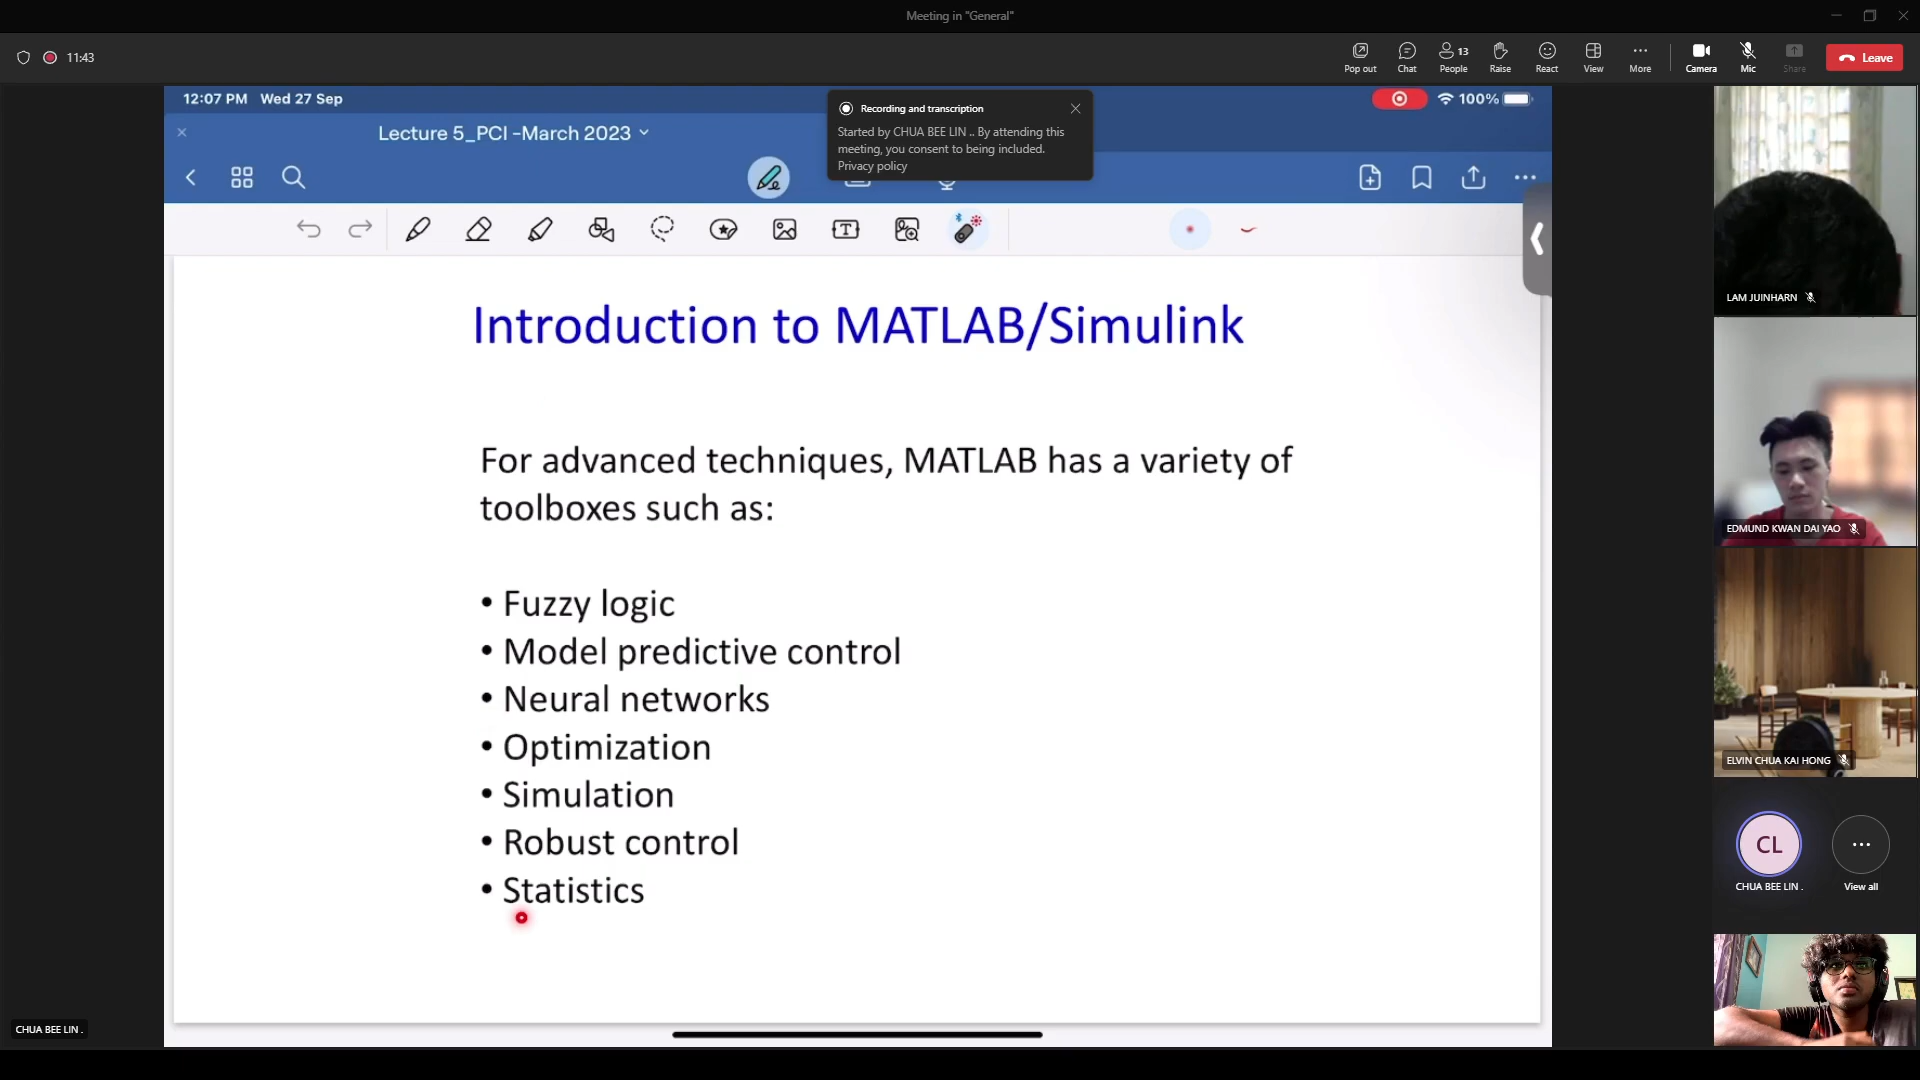 Meeting in "General"
11:43
Pop out
Chat
13
People
Raise
React
View
More
Camera
Mic
Share
Leave
12:07 PM Wed 27 Sep
100%
Lecture 5_PCI -March 2023
Recording and transcription
Started by CHUA BEE LIN .. By attending this
meeting, you consent to being included.
Privacy policy
T
Introduction to MATLAB/Simulink
For advanced techniques, MATLAB has a variety of
toolboxes such as:
• Fuzzy logic
• Model predictive control
• Neural networks
• Optimization
• Simulation
• Robust control
• Statistics
CHUA BEE LIN .
LAM JUINHARN
EDMUND KWAN DAI YAO
ELVIN CHUA KAI HONG
CL
CHUA BEE LIN .
View all